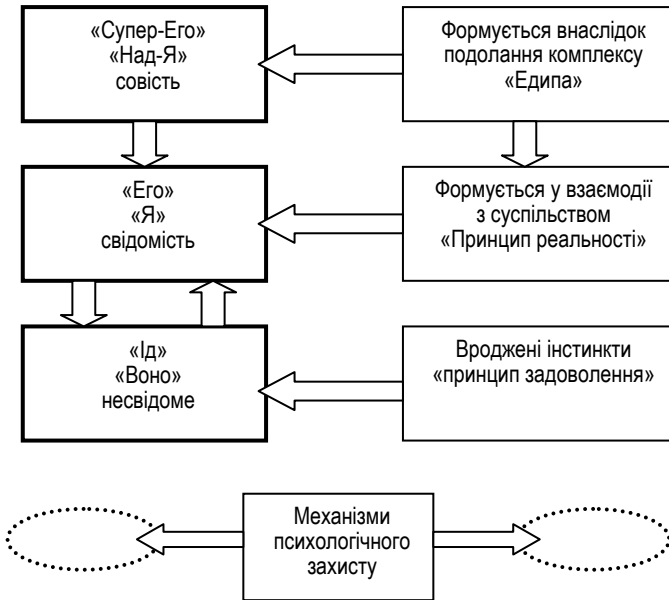 «Супер-Его»
«Над-Я»
совість
Формується внаслідок
подолання комплексу
«Едипа»
«Его»
«Я»
свідомість
Формується у взаємодії
з суспільством
«Принцип реальності»
«Ід»
«Воно»
несвідоме
Вроджені інстинкти
«принцип задоволення»
Механізми
психологічного
захисту